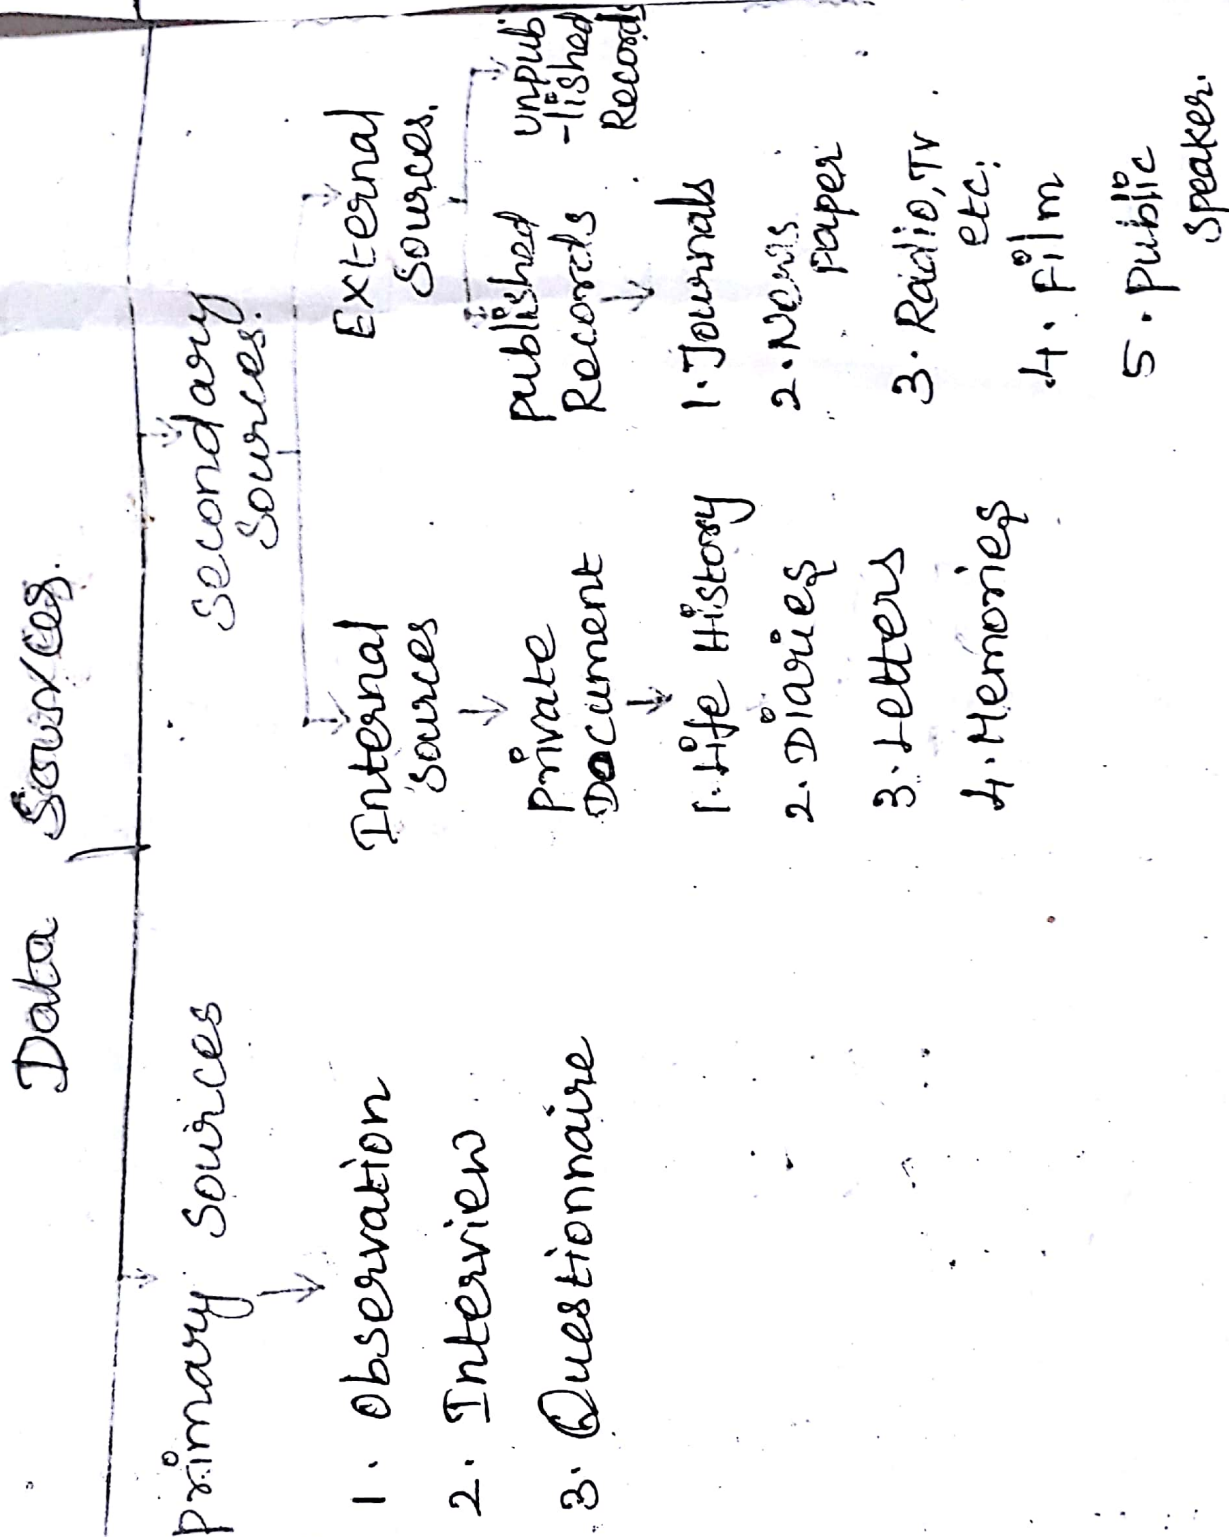 Data Sources.
Primary Sources
1. Observation
2. Interview
3. Questionnaire
Secondary
Sources.
Internal
Sources
Private
Document
1. Life History
2. Diaries
3. Letters
4. Memories
External
Sources.
Published
Records
1. Journals
2. News
Paper
3. Radio, Tv
etc.
4. Film
5. Public
Speaker.
Unpub
-lished
Records